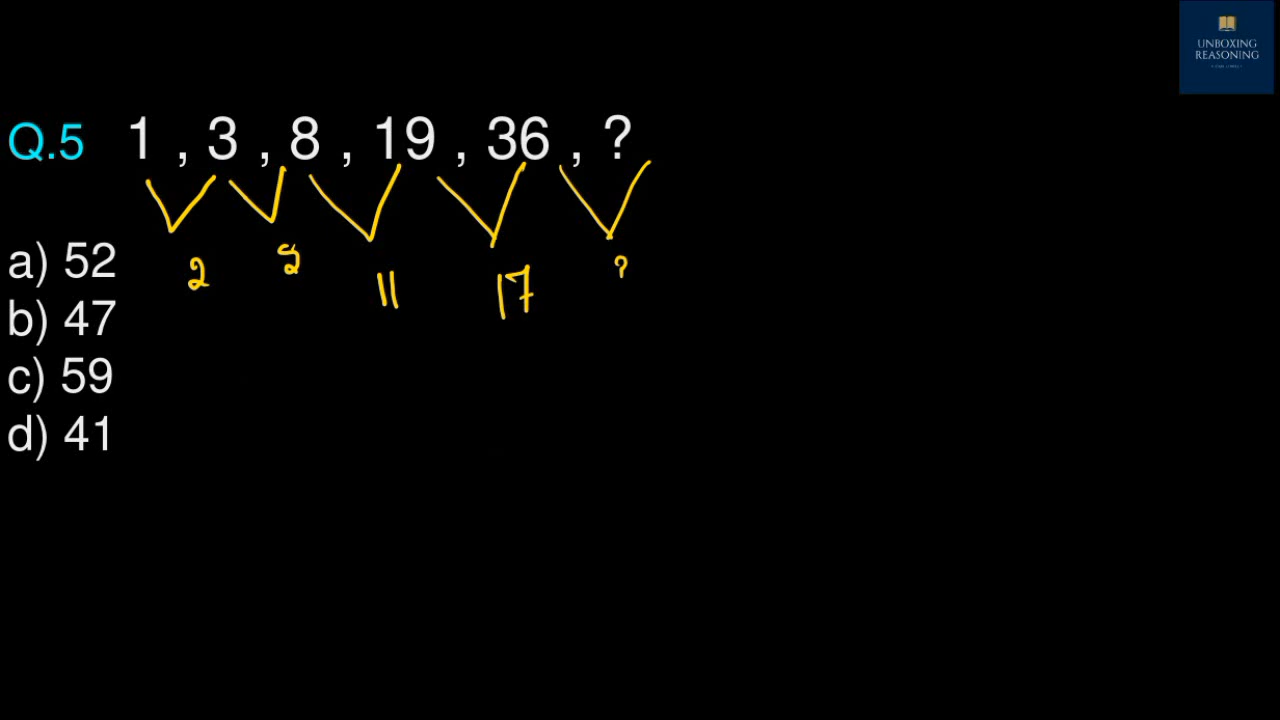 UNBOXING
REASONING
Q.5 1 , 3 , 8 , 19 , 36 , ?
2 5 11 17 ?
a) 52
b) 47
c) 59
d) 41